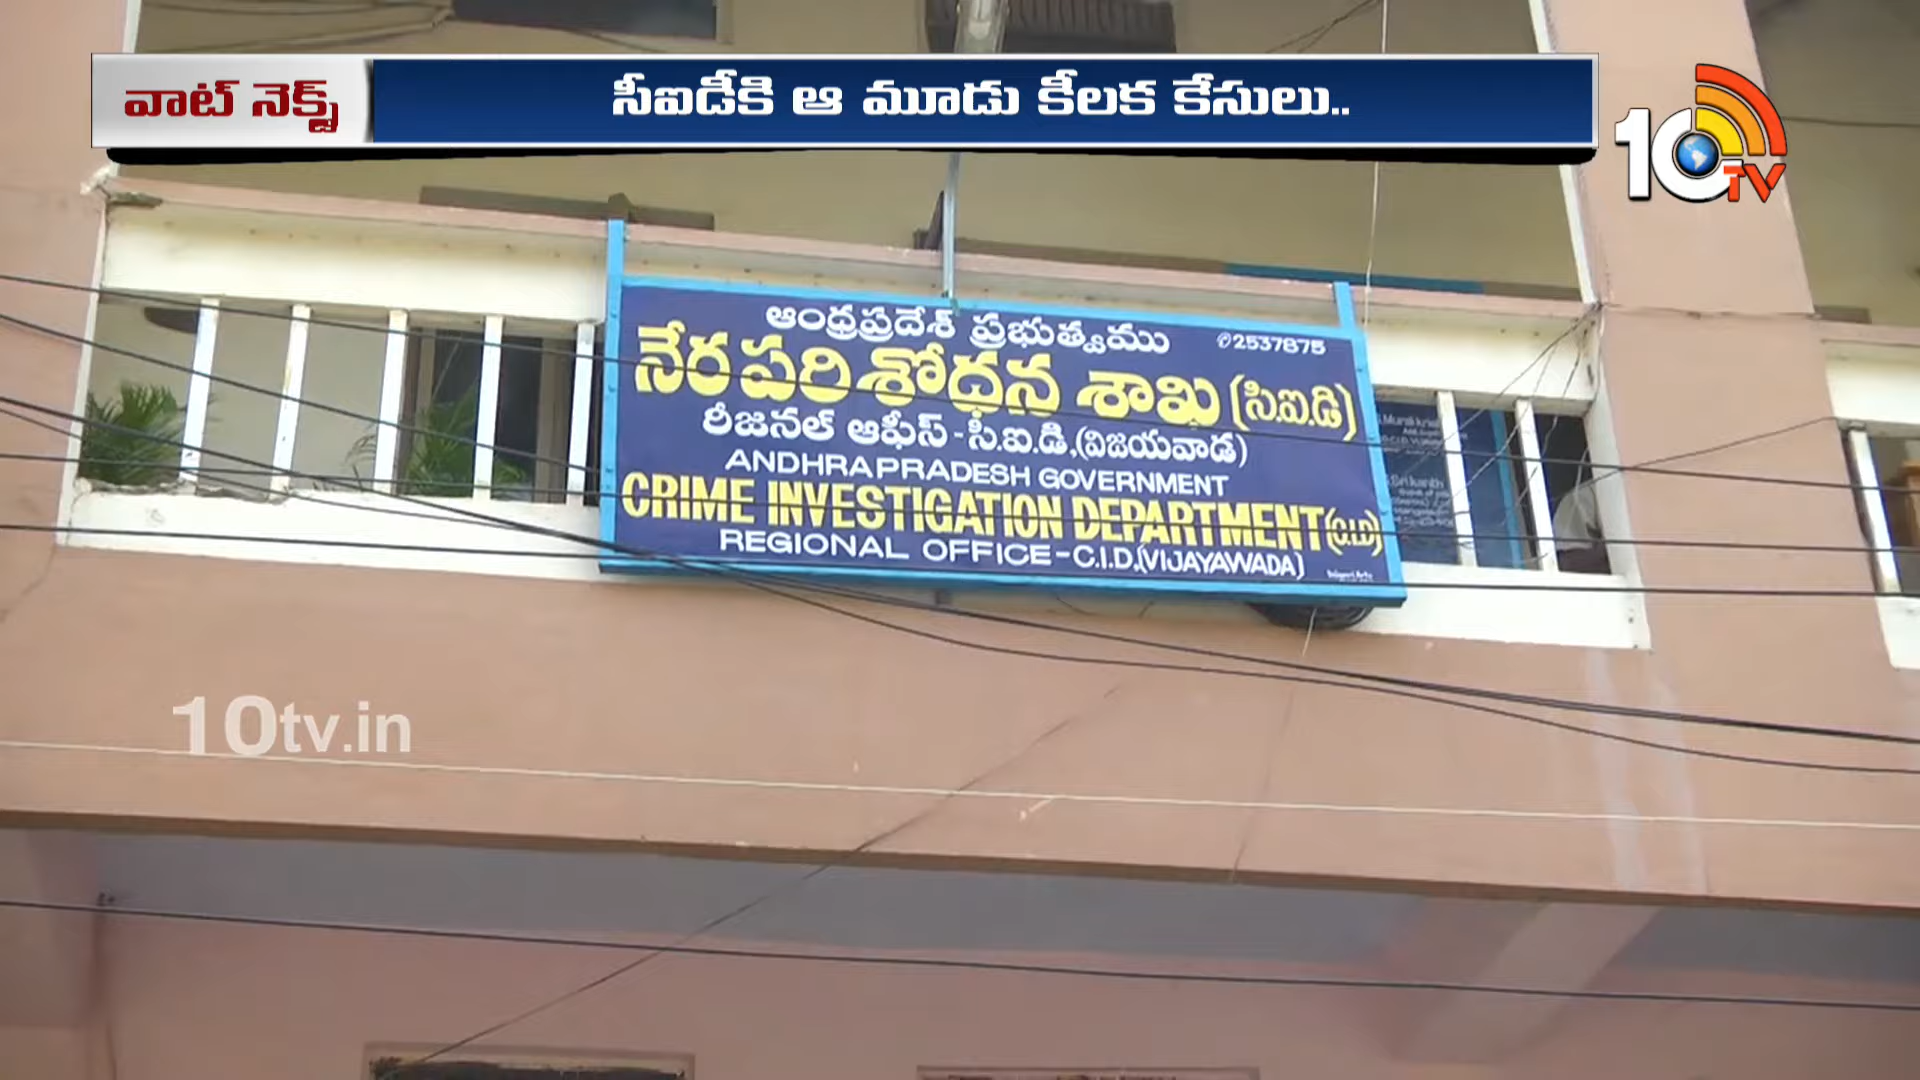 వాట్ నెక్స్ట్
సీఐడీకి ఆ మూడు కీలక కేసులు..
10TV
ఆంధ్రప్రదేశ్ ప్రభుత్వము
✆2537875
నేర పరిశోధన శాఖ (సి.ఐ.డి)
రీజనల్ ఆఫీస్-సి.ఐ.డి,(విజయవాడ)
ANDHRAPRADESH GOVERNMENT
CRIME INVESTIGATION DEPARTMENT(C.I.D)
REGIONAL OFFICE-C.I.D,(VIJAYAWADA)
10tv.in